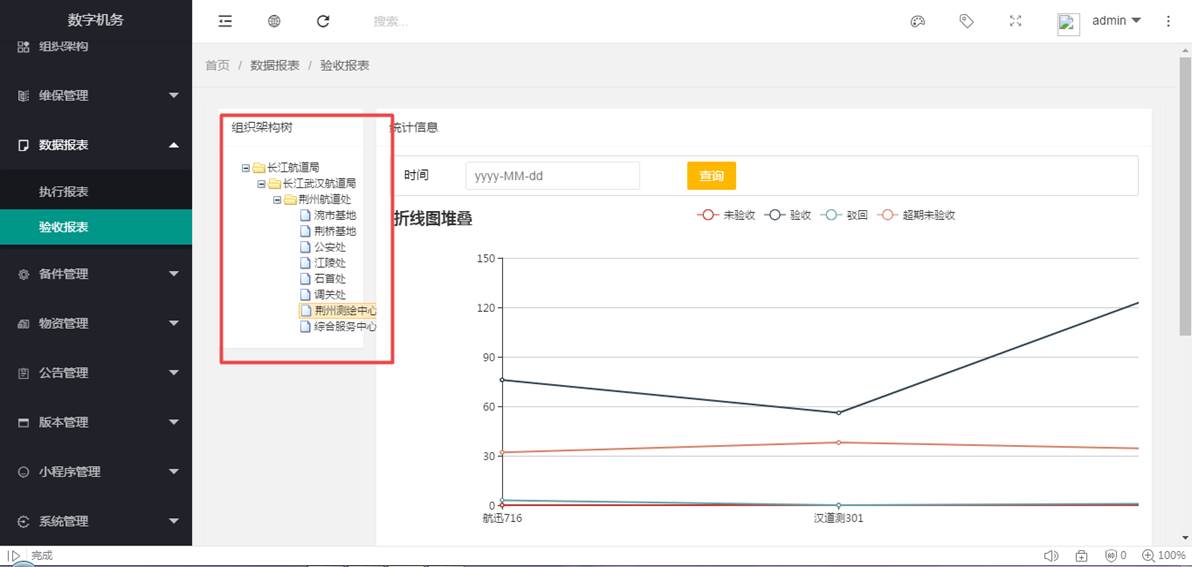 数字机务
搜索...
admin
组织架构
维保管理
数据报表
执行报表
验收报表
备件管理
物资管理
公告管理
版本管理
小程序管理
系统管理
首页 / 数据报表 / 验收报表
组织架构树
长江航道局
长江武汉航道局
荆州航道处
涴市基地
荆桥基地
公安处
江陵处
石首处
调关处
荆州测绘中心
综合服务中心
统计信息
时间
yyyy-MM-dd
查询
折线图堆叠
未验收 验收 驳回 超期未验收
150
120
90
60
30
0
航迅716
汉道测301
完成
0
100%